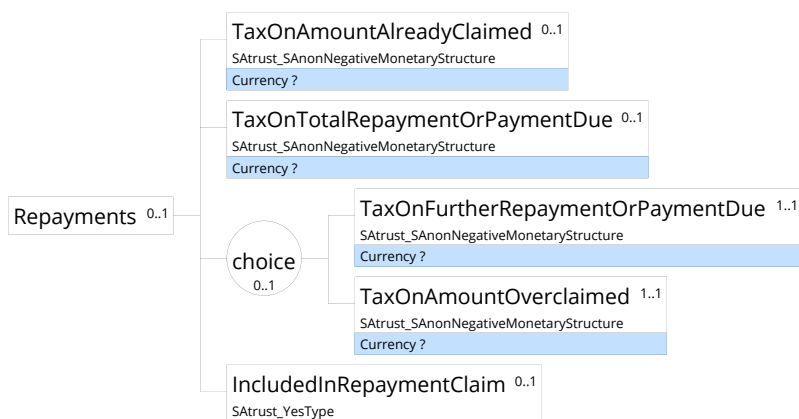 TaxOnAmountAlreadyClaimed 0..1
SAtrust_SAnonNegativeMonetaryStructure
Currency ?
TaxOnTotalRepaymentOrPaymentDue 0..1
SAtrust_SAnonNegativeMonetaryStructure
Currency ?
Repayments 0..1
choice
0..1
TaxOnFurtherRepaymentOrPaymentDue 1..1
SAtrust_SAnonNegativeMonetaryStructure
Currency ?
TaxOnAmountOverclaimed 1..1
SAtrust_SAnonNegativeMonetaryStructure
Currency ?
IncludedInRepaymentClaim 0..1
SAtrust_YesType